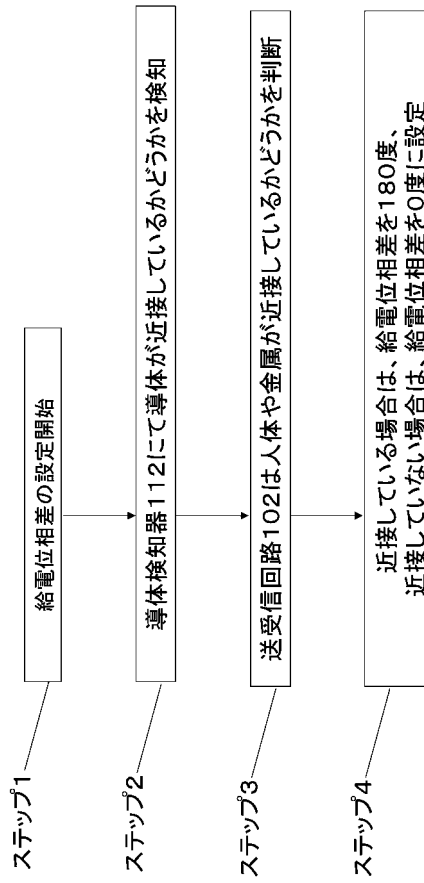 ステップ1
給電位相差の設定開始
ステップ2
導体検知器112にて導体が近接しているかどうかを検知
ステップ3
送受信回路102は人体や金属が近接しているかどうかを判断
ステップ4
近接している場合は、給電位相差を180度、
近接していない場合は、給電位相差を0度に設定